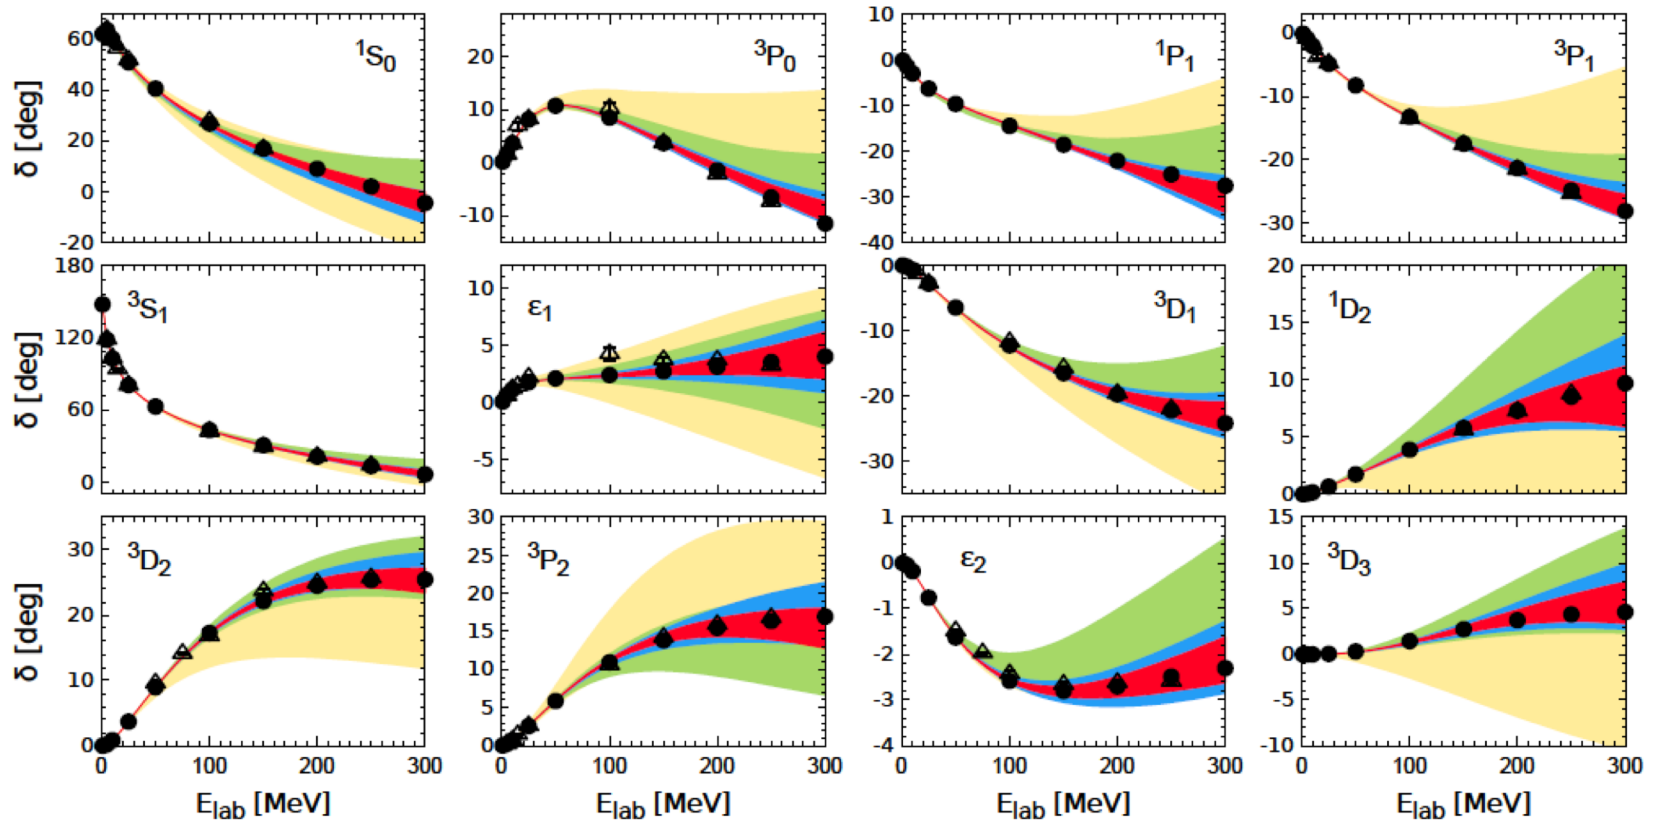 60 40 20 0 -20
δ [deg]
¹S₀
20 10 0 -10
³P₀
10 0 -10 -20 -30 -40
¹P₁
0 -10 -20 -30
³P₁
180 120 60 0
δ [deg]
³S₁
10 5 0 -5
ε₁
0 -10 -20 -30
³D₁
20 15 10 5 0
¹D₂
30 20 10 0
δ [deg]
³D₂
30 25 20 15 10 5 0
³P₂
1 0 -1 -2 -3 -4
ε₂
15 10 5 0 -5 -10
³D₃
0 100 200 300
0 100 200 300
0 100 200 300
0 100 200 300
E_lab [MeV]
E_lab [MeV]
E_lab [MeV]
E_lab [MeV]